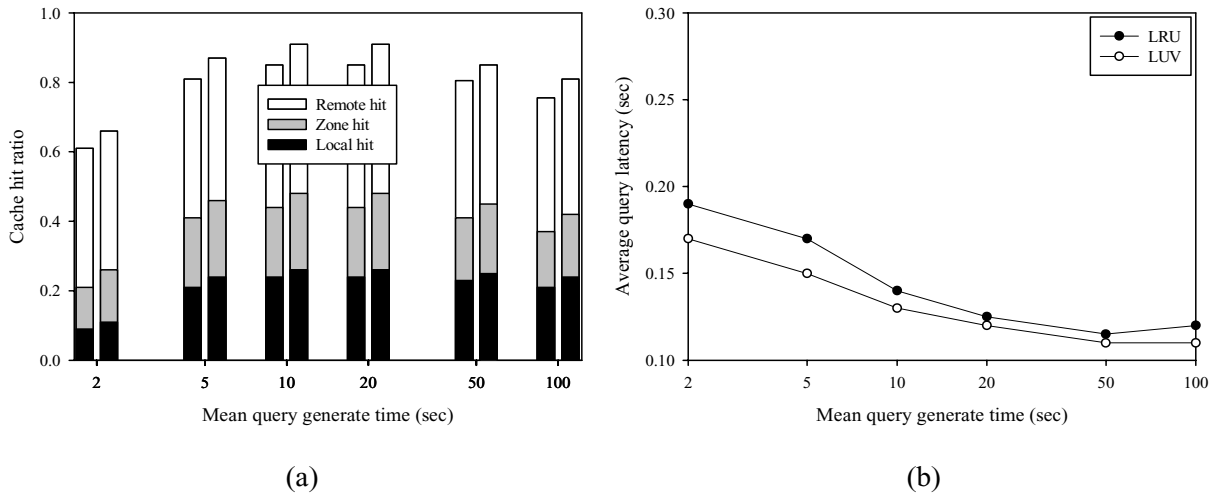 Cache hit ratio
1.0
0.8
0.6
0.4
0.2
0.0
Remote hit
Zone hit
Local hit
2
5
10
20
50
100
Mean query generate time (sec)
(a)
Average query latency (sec)
0.30
0.25
0.20
0.15
0.10
LRU
LUV
2
5
10
20
50
100
Mean query generate time (sec)
(b)